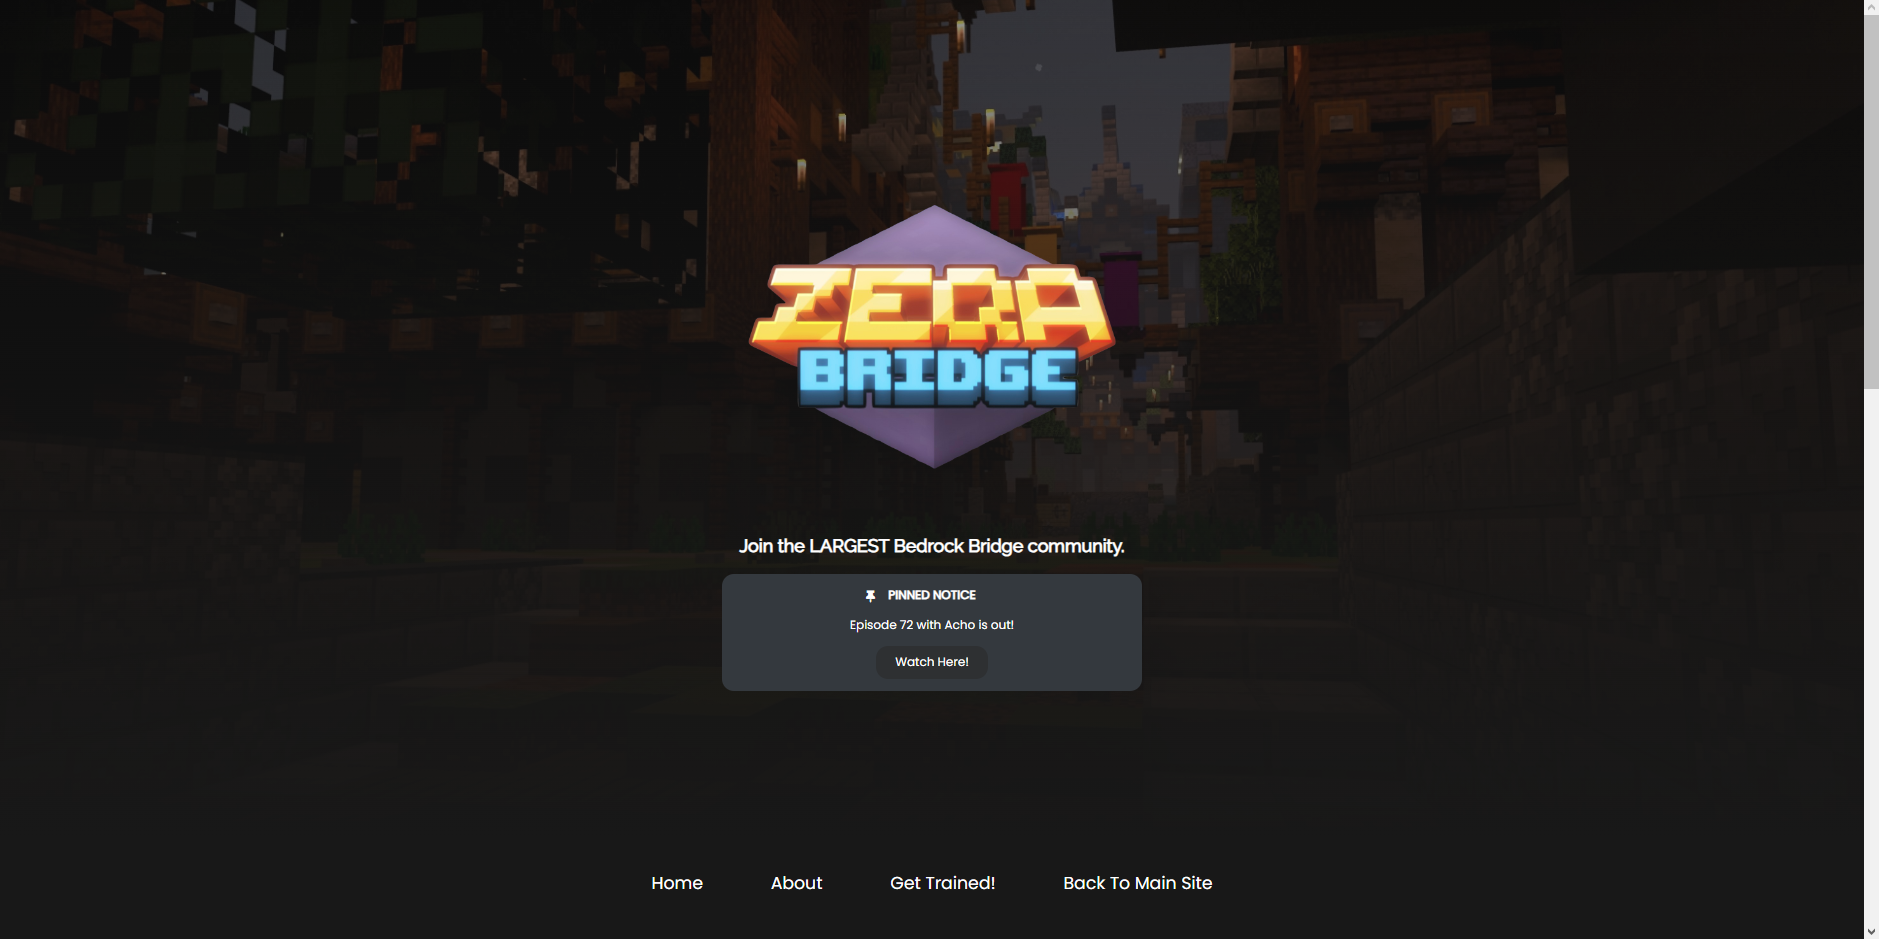 ZEQA
BRIDGE
Join the LARGEST Bedrock Bridge community.
PINNED NOTICE
Episode 72 with Acho is out!
Watch Here!
Home About Get Trained! Back To Main Site